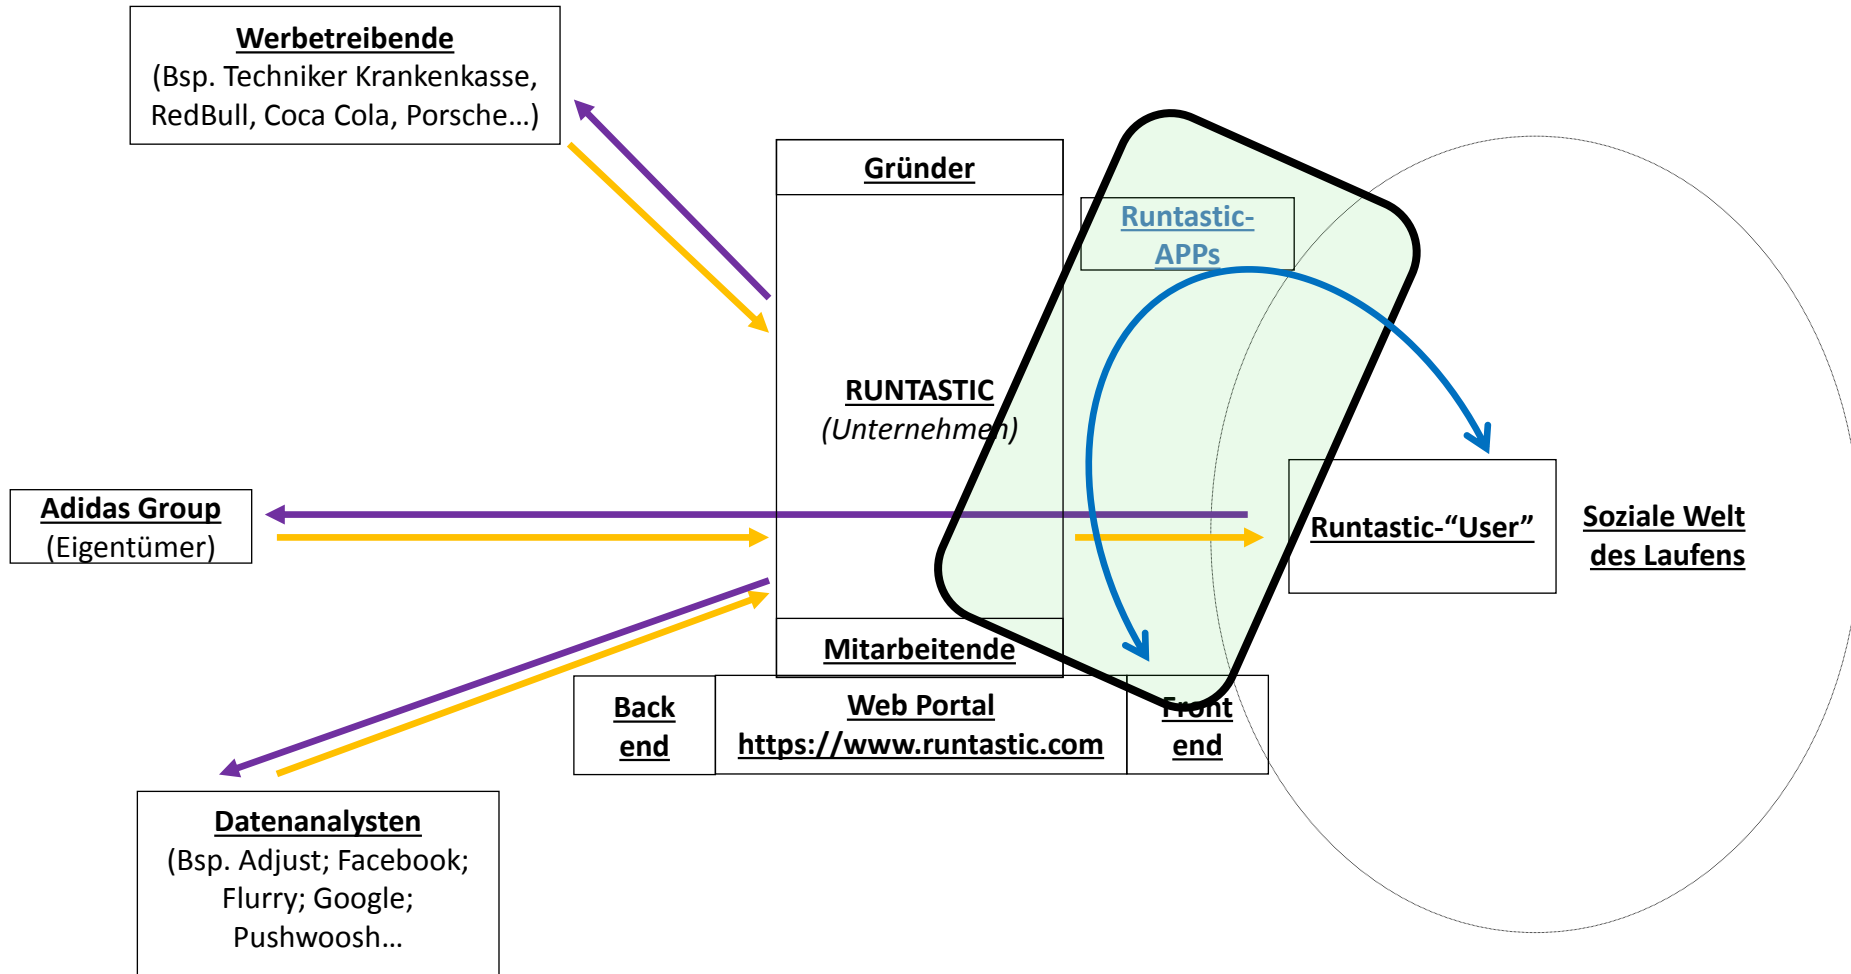 Werbetreibende
(Bsp. Techniker Krankenkasse,
RedBull, Coca Cola, Porsche…)
Gründer
Runtastic-
APPs
RUNTASTIC
(Unternehmen)
Adidas Group
(Eigentümer)
Runtastic-“User”
Soziale Welt
des Laufens
Mitarbeitende
Back
end
Web Portal
https://www.runtastic.com
Front
end
Datenanalysten
(Bsp. Adjust; Facebook;
Flurry; Google;
Pushwoosh…